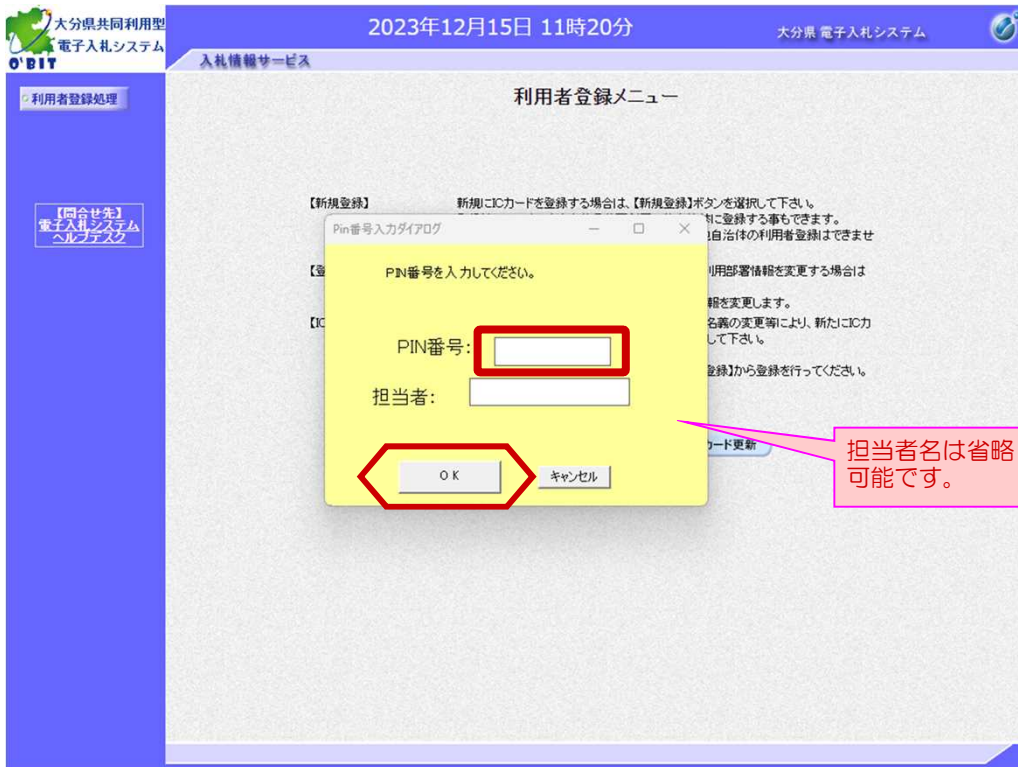 大分県共同利用型
電子入札システム
O'BIT
2023年12月15日 11時20分
大分県 電子入札システム
入札情報サービス
利用者登録処理
【問合せ先】
電子入札システム
ヘルプデスク
利用者登録メニュー
【新規登録】
新規にICカードを登録する場合は、【新規登録】ボタンを選択して下さい。
に登録する事もできます。
自治体の利用者登録はできませ
【登
利用部署情報を変更する場合は
報を変更します。
【IC
名義の変更等により、新たにICカ
して下さい。
登録】から登録を行ってください。
カード更新
Pin番号入力ダイアログ
PIN番号を入力してください。
PIN番号:
担当者:
OK
キャンセル
担当者名は省略
可能です。